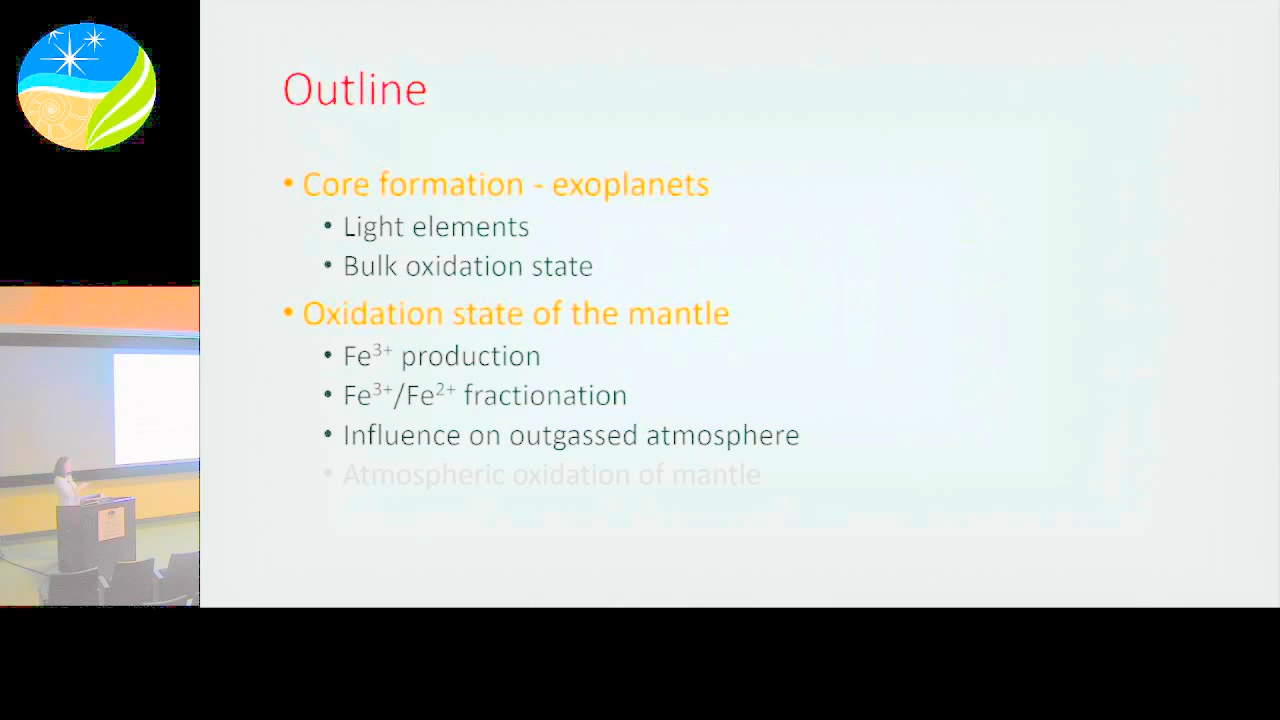 Outline
• Core formation - exoplanets
• Light elements
• Bulk oxidation state
• Oxidation state of the mantle
• Fe³⁺ production
• Fe³⁺/Fe²⁺ fractionation
• Influence on outgassed atmosphere
• Atmospheric oxidation of mantle